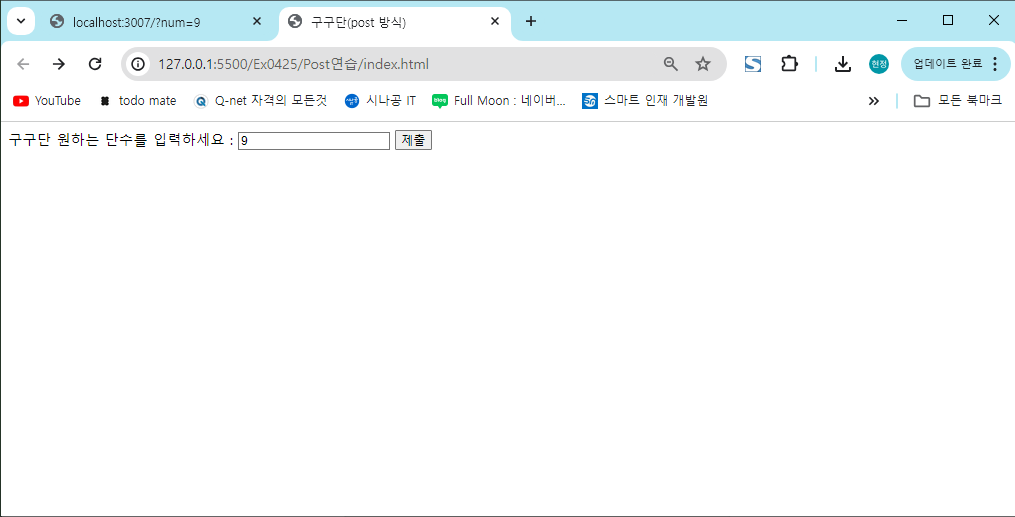 localhost:3007/?num=9
구구단(post 방식)
127.0.0.1:5500/Ex0425/Post연습/index.html
현정
업데이트 완료
YouTube
todo mate
Q-net 자격의 모든것
시나공 IT
blog
Full Moon : 네이버...
스마트 인재 개발원
모든 북마크
구구단 원하는 단수를 입력하세요 : 9 제출